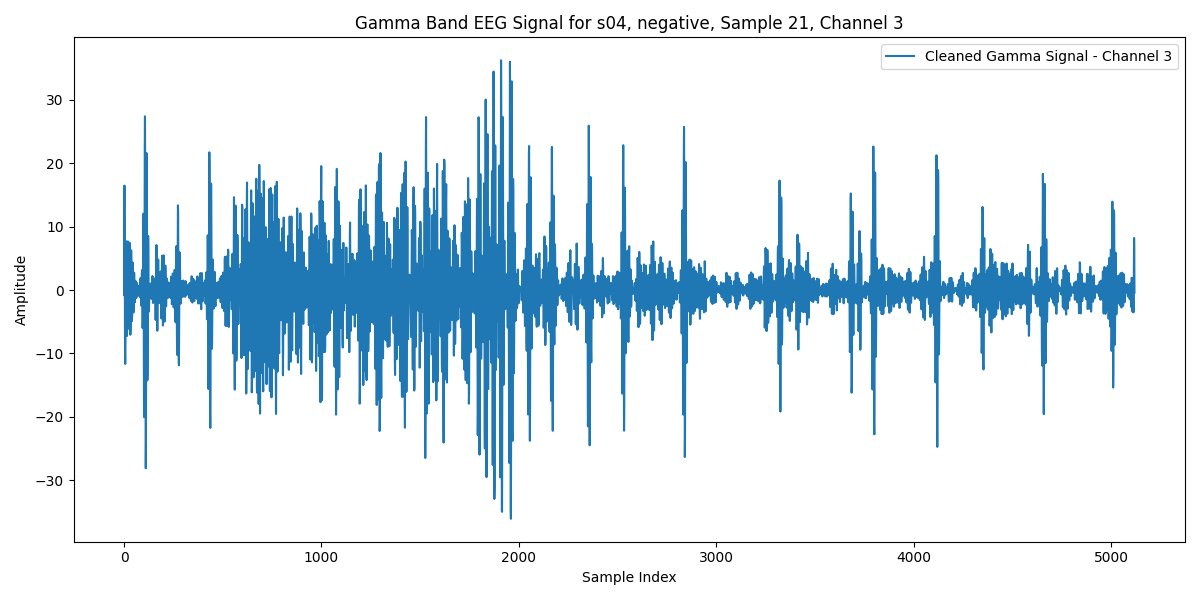 Gamma Band EEG Signal for s04, negative, Sample 21, Channel 3
Cleaned Gamma Signal - Channel 3
Amplitude
30
20
10
0
−10
−20
−30
0 1000 2000 3000 4000 5000
Sample Index